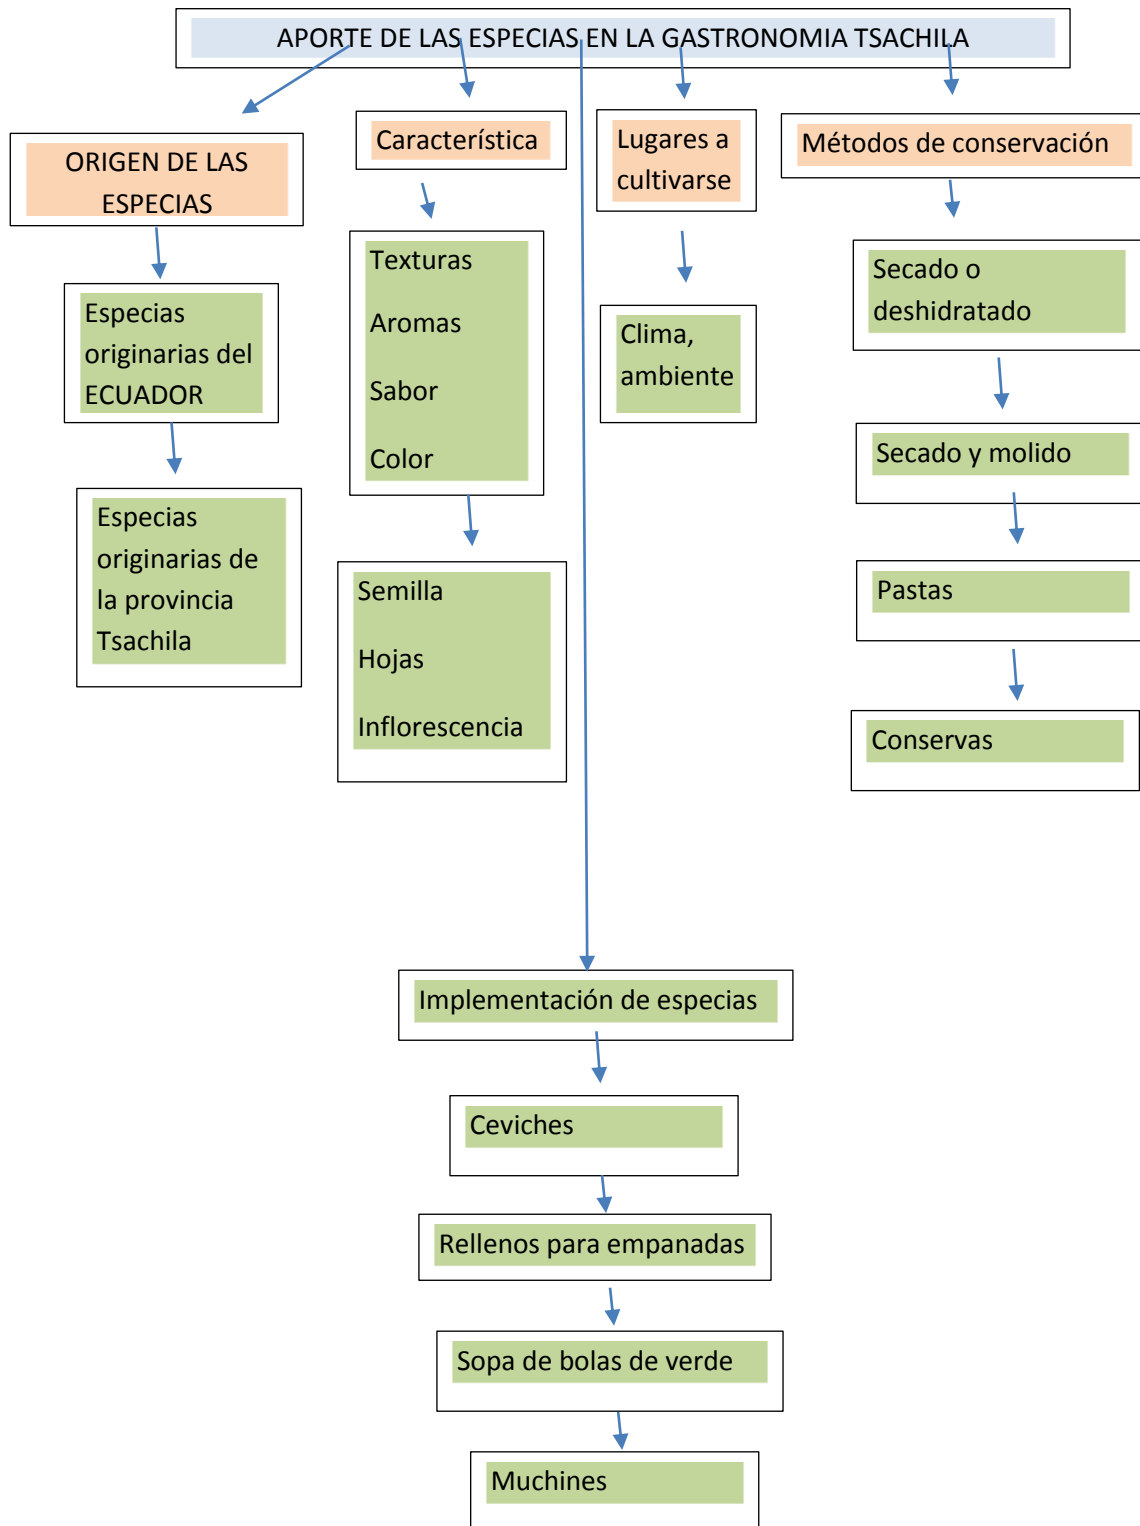 APORTE DE LAS ESPECIAS EN LA GASTRONOMIA TSACHILA
ORIGEN DE LAS
ESPECIAS
Especias
originarias del
ECUADOR
Especias
originarias de
la provincia
Tsachila
Característica
Texturas
Aromas
Sabor
Color
Semilla
Hojas
Inflorescencia
Lugares a
cultivarse
Clima,
ambiente
Métodos de conservación
Secado o
deshidratado
Secado y molido
Pastas
Conservas
Implementación de especias
Ceviches
Rellenos para empanadas
Sopa de bolas de verde
Muchines